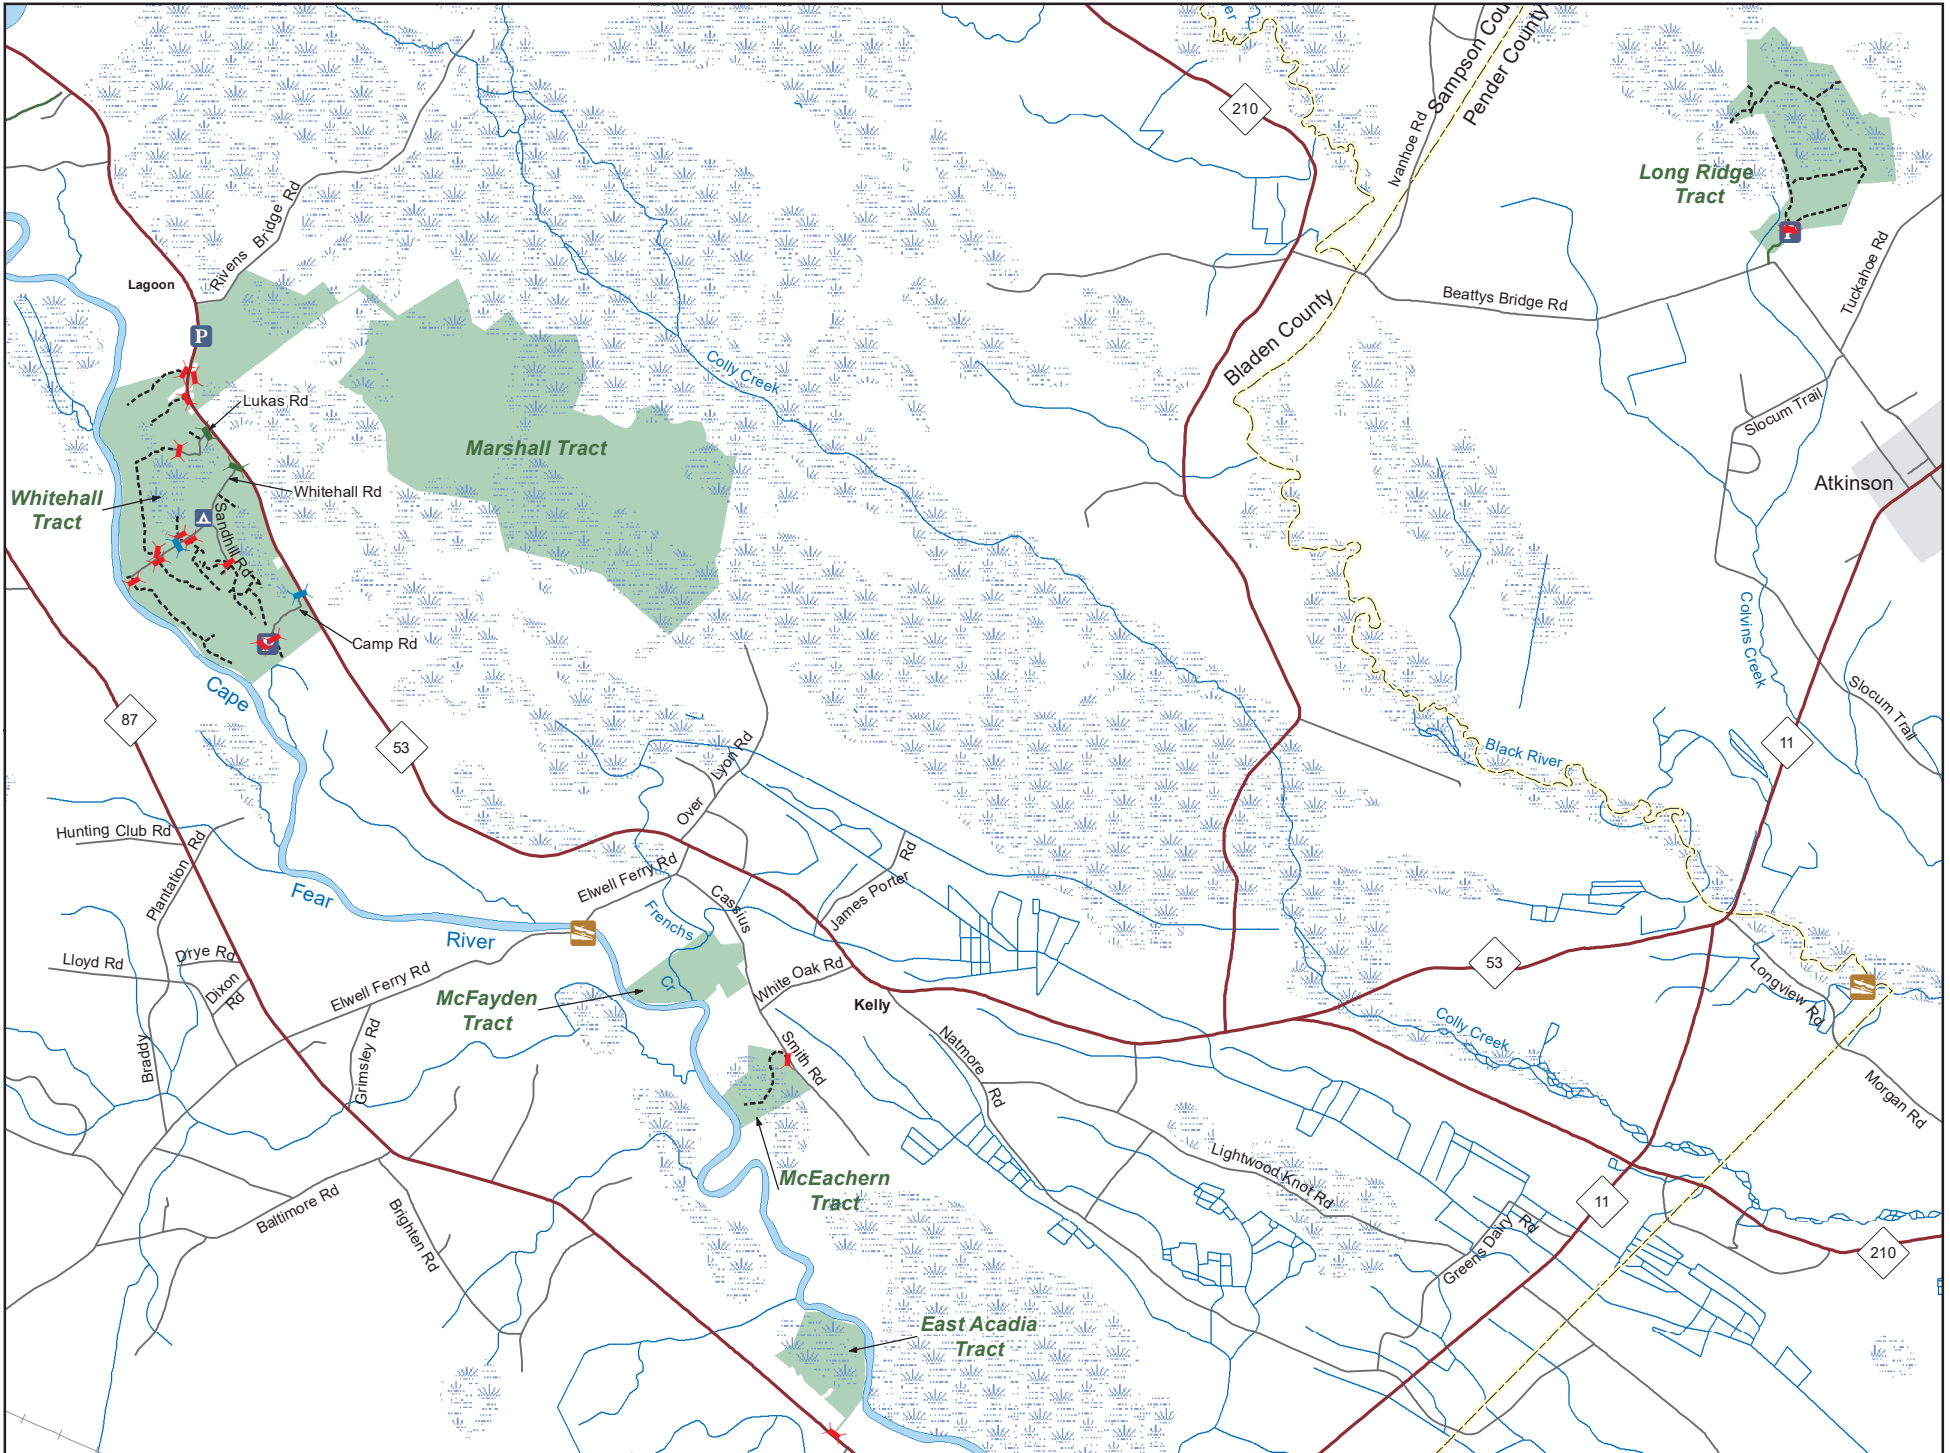 River
210
Ivanhoe Rd
Sampson Cou
Pender County
Long Ridge
Tract
Rivens Bridge Rd
Lagoon
P
Tuckahoe Rd
Beattys Bridge Rd
Bladen County
Colly Creek
Lukas Rd
Slocum Trail
Marshall Tract
Whitehall
Tract
Whitehall Rd
Atkinson
Sandhill Rd
Camp Rd
Colvins Creek
Cape
87
53
Slocum Trail
11
Black River
Lyon Rd
Over
Hunting Club Rd
Plantation Rd
Elwell Ferry Rd
James Porter Rd
Fear
Cassius
Frenchs
Cr
River
Drye Rd
Lloyd Rd
Dixon
Rd
Elwell Ferry Rd
McFayden
Tract
White Oak Rd
Kelly
53
Longview Rd
Braddy
Grimsley Rd
Smith Rd
Natmore Rd
Colly Creek
Morgan Rd
McEachern
Tract
Lightwood Knot Rd
Baltimore Rd
Brighten Rd
11
Greens Dairy Rd
210
East Acadia
Tract